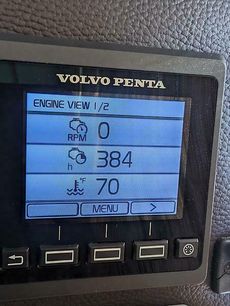 VOLVO PENTA
ENGINE VIEW 1/2
RPM 0
h 384
°F 70
MENU >